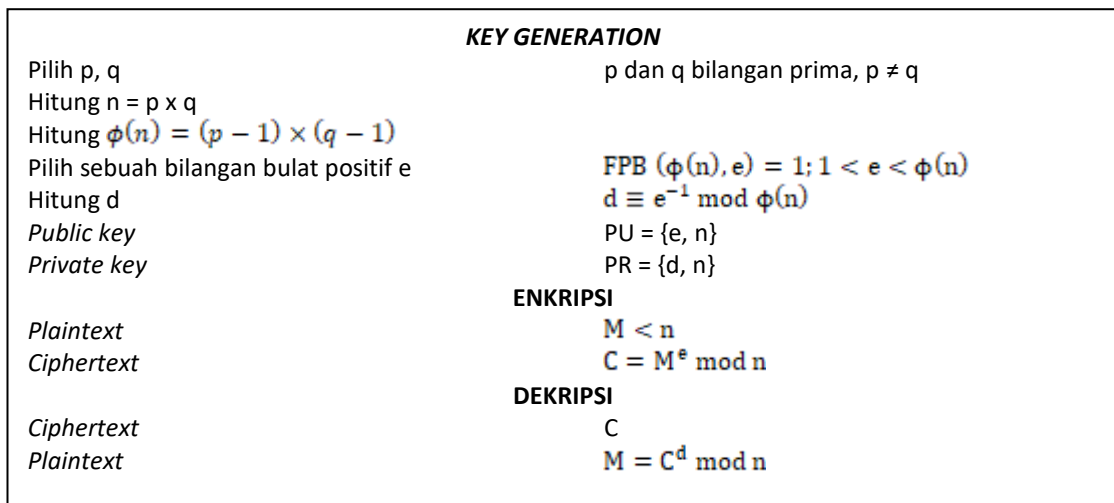 KEY GENERATION
Pilih p, q p dan q bilangan prima, p ≠ q
Hitung n = p x q
Hitung ϕ(n) = (p − 1) × (q − 1)
Pilih sebuah bilangan bulat positif e FPB (ϕ(n), e) = 1; 1 < e < ϕ(n)
Hitung d d ≡ e⁻¹ mod ϕ(n)
Public key PU = {e, n}
Private key PR = {d, n}
ENKRIPSI
Plaintext M < n
Ciphertext C = Mᵉ mod n
DEKRIPSI
Ciphertext C
Plaintext M = Cᵈ mod n